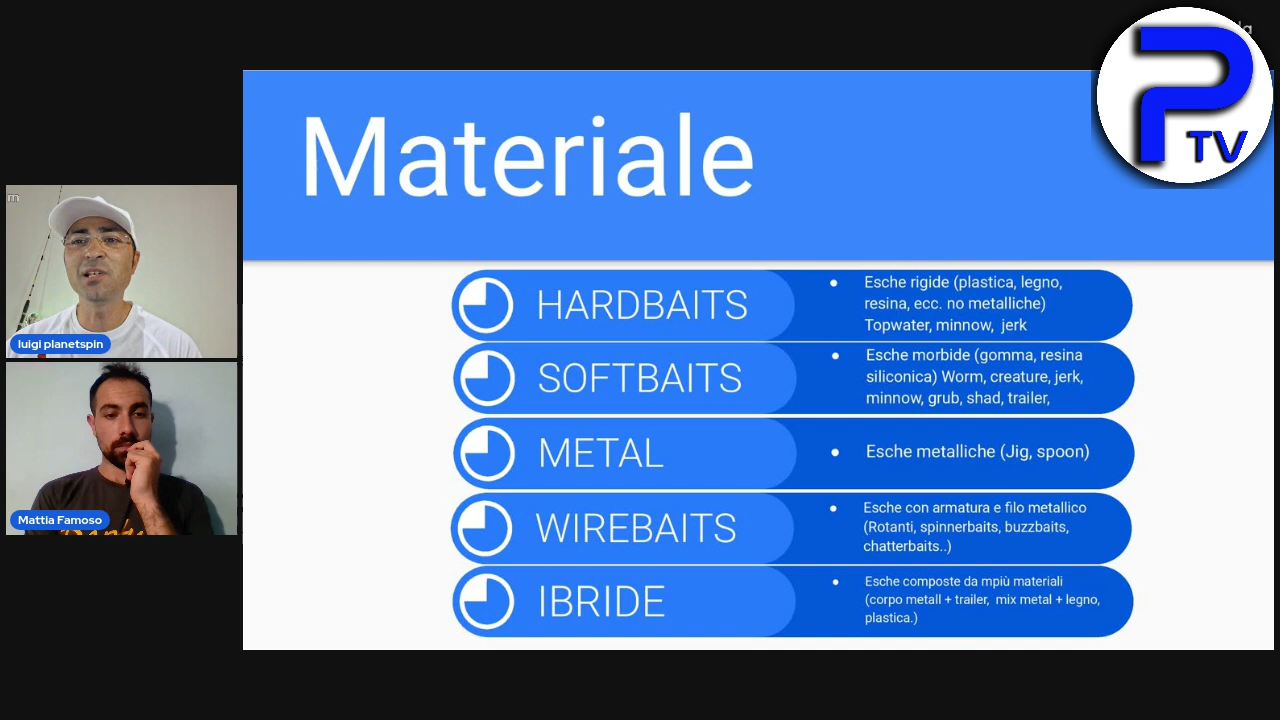 Materiale
P
TV
m
luigi planetspin
Mattia Famoso
HARDBAITS
Esche rigide (plastica, legno,
resina, ecc. no metalliche)
Topwater, minnow, jerk
SOFTBAITS
Esche morbide (gomma, resina
siliconica) Worm, creature, jerk,
minnow, grub, shad, trailer,
METAL
Esche metalliche (Jig, spoon)
WIREBAITS
Esche con armatura e filo metallico
(Rotanti, spinnerbaits, buzzbaits,
chatterbaits..)
IBRIDE
Esche composte da mpiù materiali
(corpo metall + trailer, mix metal + legno,
plastica.)